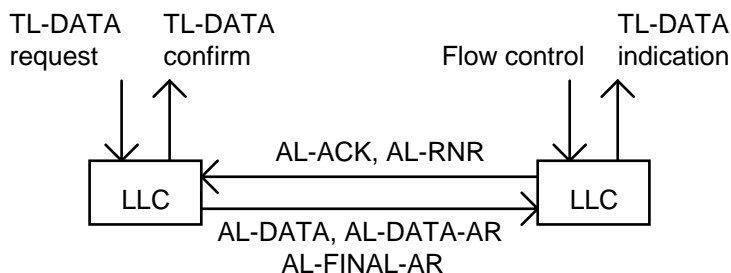 TL-DATA request
TL-DATA confirm
Flow control
TL-DATA indication
AL-ACK, AL-RNR
LLC
LLC
AL-DATA, AL-DATA-AR
AL-FINAL-AR